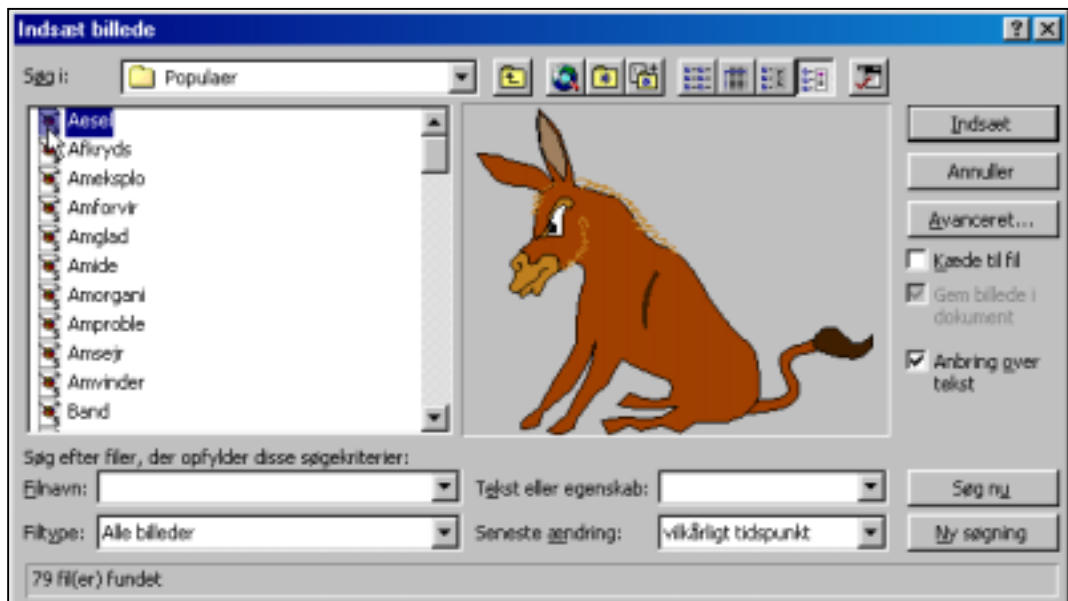 Indsæt billede
Søg i: Populaer
Aesel
Afkryds
Ameksplo
Amforvir
Amglad
Amide
Amorgani
Amproble
Amsejr
Amvinder
Band
Indsæt
Annuller
Avanceret...
Kæde til fil
Gem billede i
dokument
Anbring over
tekst
Søg efter filer, der opfylder disse søgekriterier:
Filnavn: Tekst eller egenskab: Søg nu
Filtype: Alle billeder Seneste ændring: vilkårligt tidspunkt Ny søgning
79 fil(er) fundet